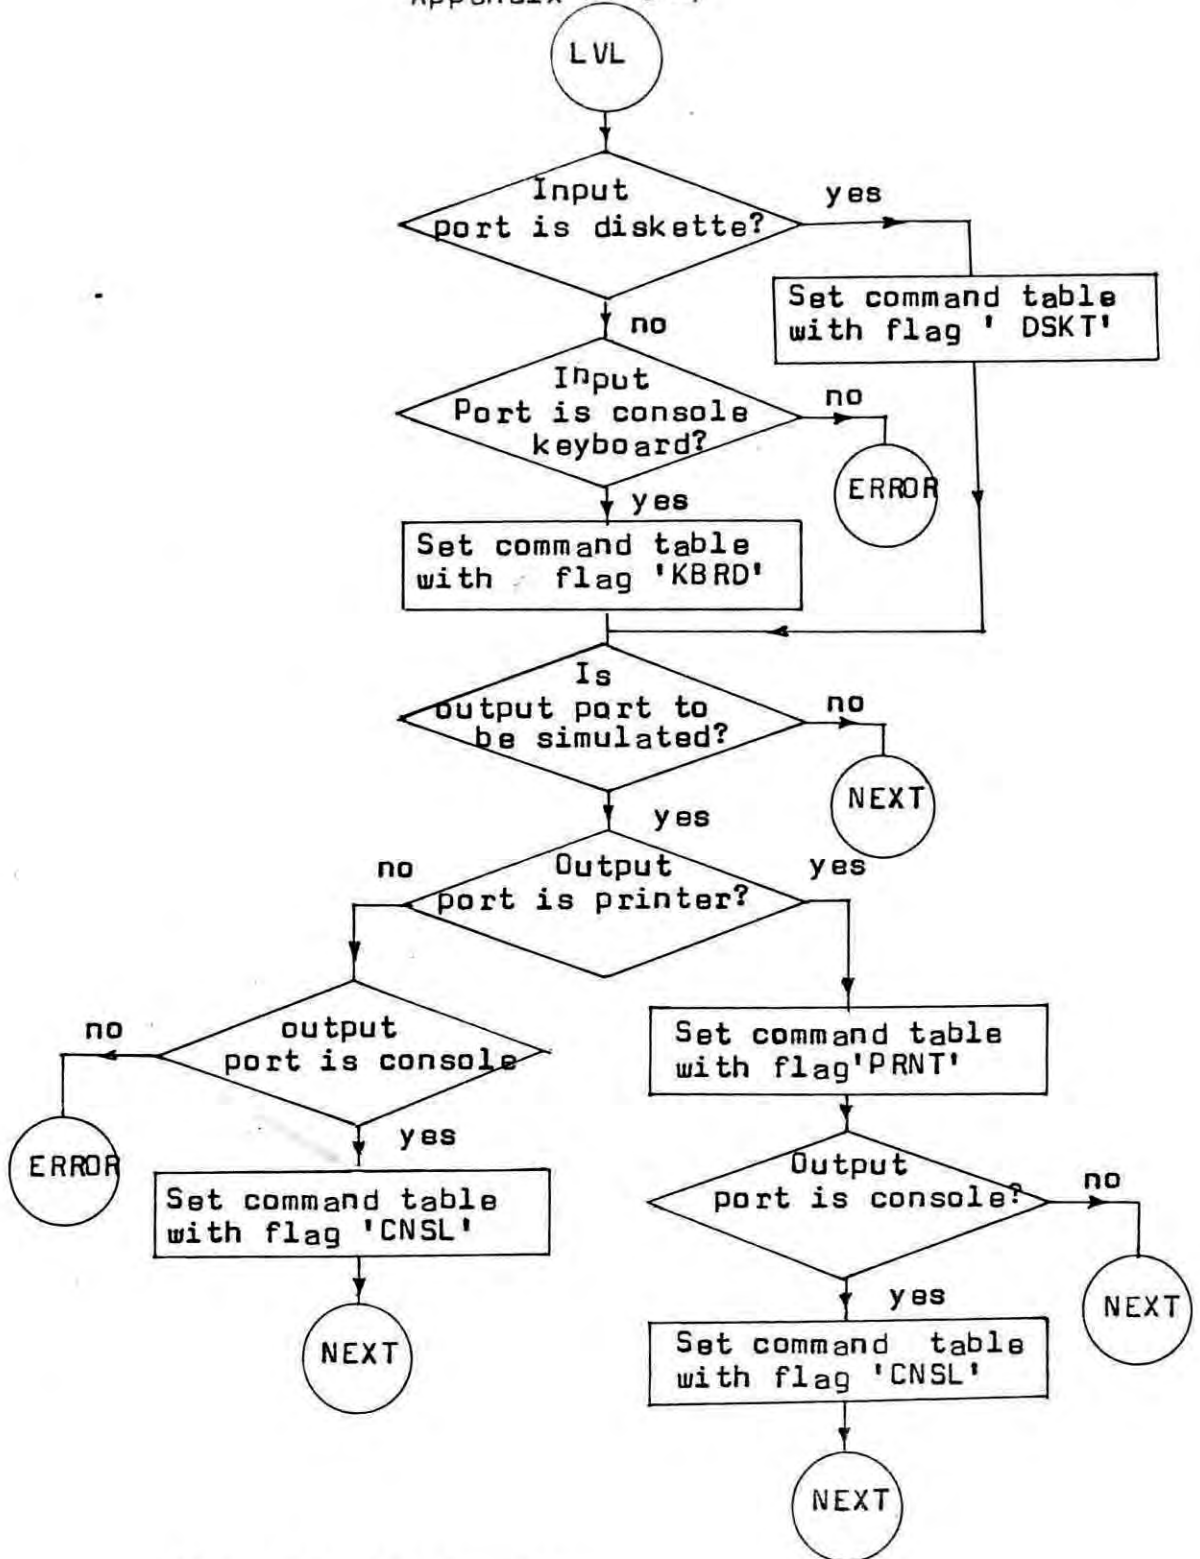 Appendix
LVL
Input
port is diskette?
yes
Set command table
with flag ' DSKT'
no
Input
Port is console
keyboard?
no
ERROR
yes
Set command table
with flag 'KBRD'
Is
output port to
be simulated?
no
NEXT
yes
Output
port is printer?
no
yes
output
port is console
no
ERROR
yes
Set command table
with flag 'CNSL'
NEXT
Set command table
with flag'PRNT'
Output
port is console?
no
NEXT
yes
Set command table
with flag 'CNSL'
NEXT